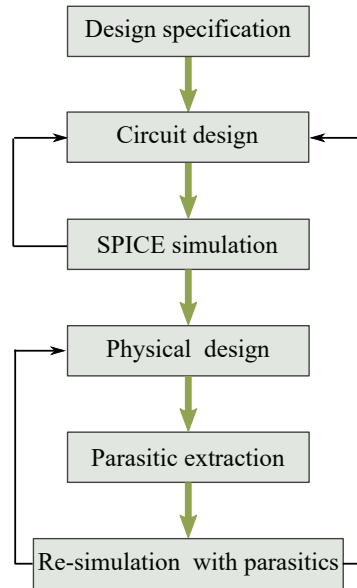 Design specification
Circuit design
SPICE simulation
Physical design
Parasitic extraction
Re-simulation with parasitics